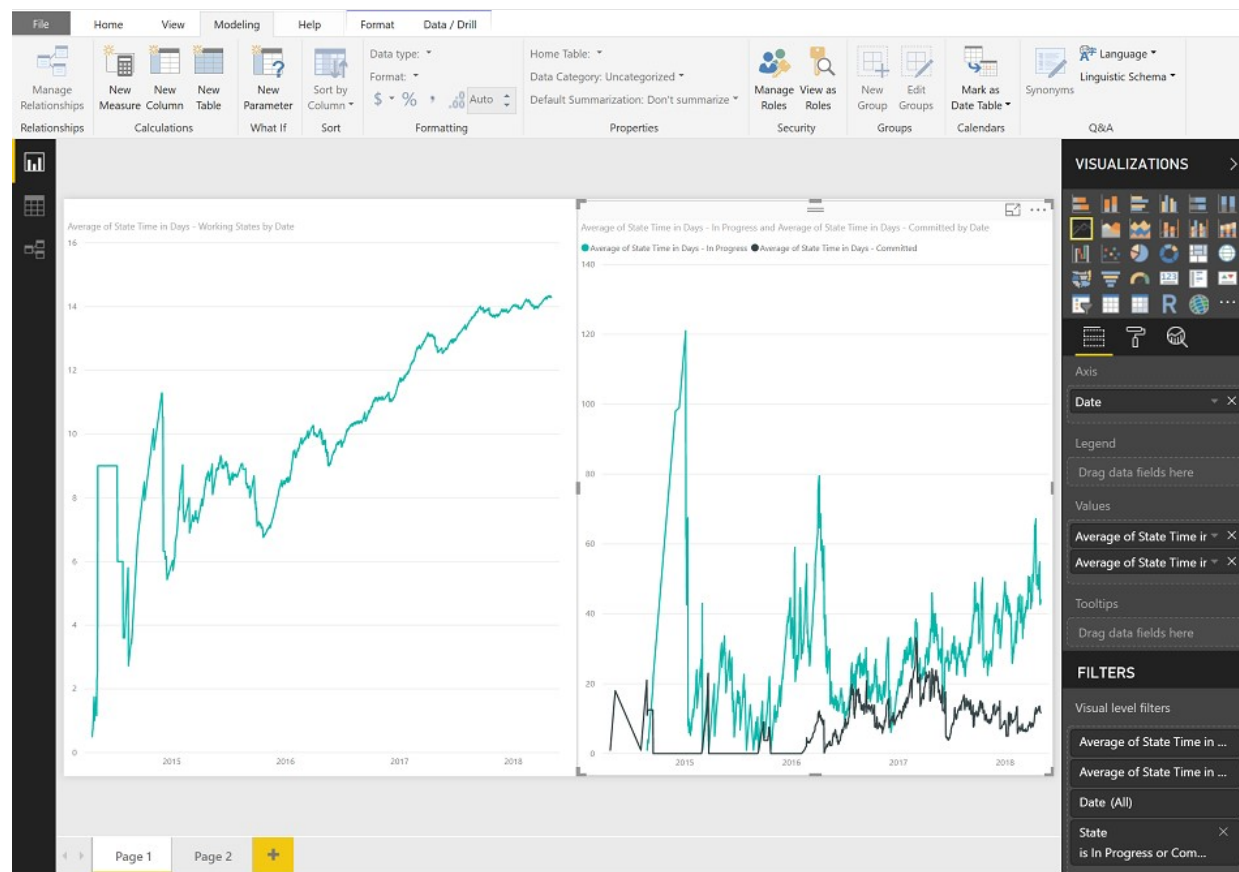 File Home View Modeling Help Format Data / Drill
Manage Relationships
New Measure
New Column
New Table
New Parameter
Sort by Column
Data type:
Format:
$ % , .00 Auto
Home Table:
Data Category: Uncategorized
Default Summarization: Don't summarize
Manage Roles
View as Roles
New Group
Edit Groups
Mark as Date Table
Synonyms
Language
Linguistic Schema
Relationships Calculations What If Sort Formatting Properties Security Groups Calendars Q&A
Average of State Time in Days - Working States by Date
16
14
12
10
8
6
4
2
0
2015 2016 2017 2018
Average of State Time in Days - In Progress and Average of State Time in Days - Committed by Date
Average of State Time in Days - In Progress Average of State Time in Days - Committed
140
120
100
80
60
40
20
0
2015 2016 2017 2018
VISUALIZATIONS
123
R
Axis
Date
Legend
Drag data fields here
Values
Average of State Time ir
Average of State Time ir
Tooltips
Drag data fields here
FILTERS
Visual level filters
Average of State Time in ...
Average of State Time in ...
Date (All)
State
is In Progress or Com...
Page 1 Page 2 +